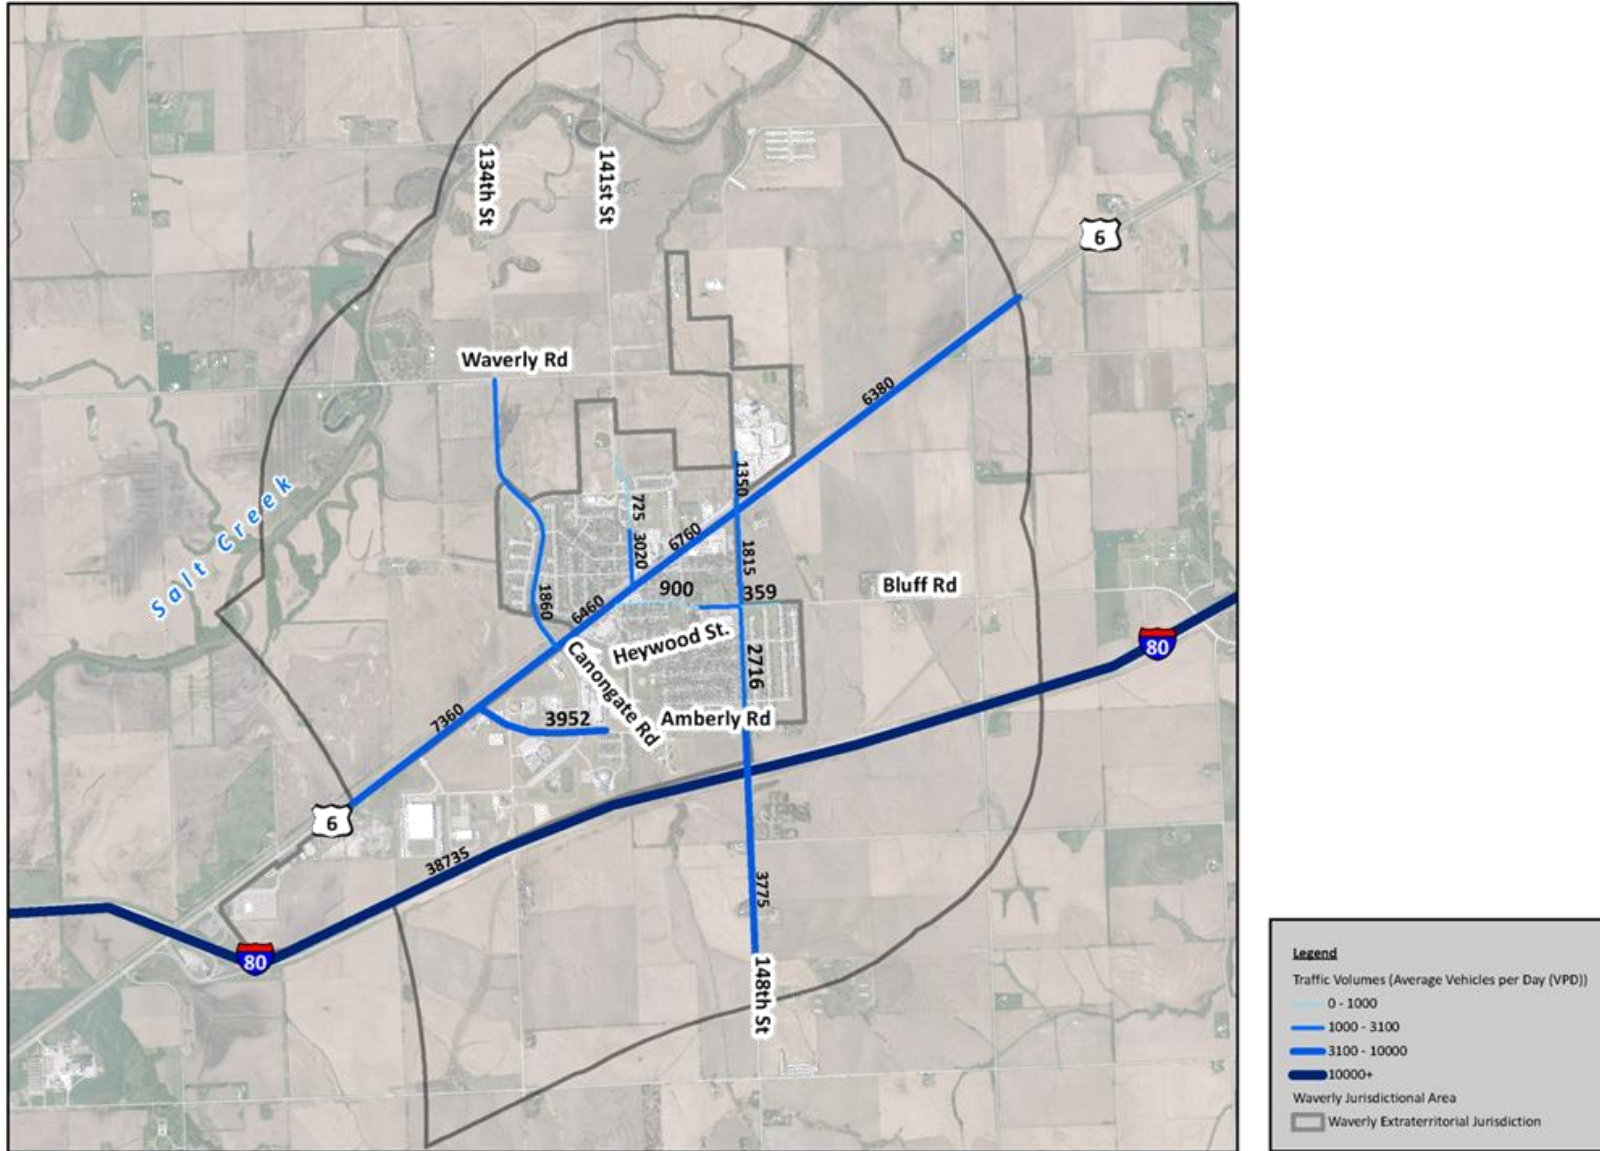 134th St
141st St
6
Waverly Rd
6380
1350
725
3020
6760
1815
Salt Creek
1860
6460
900
359
Bluff Rd
Heywood St.
Canongate Rd
2716
80
7360
3952
Amberly Rd
6
38735
3775
80
148th St
Legend
Traffic Volumes (Average Vehicles per Day (VPD))
0 - 1000
1000 - 3100
3100 - 10000
10000+
Waverly Jurisdictional Area
Waverly Extraterritorial Jurisdiction